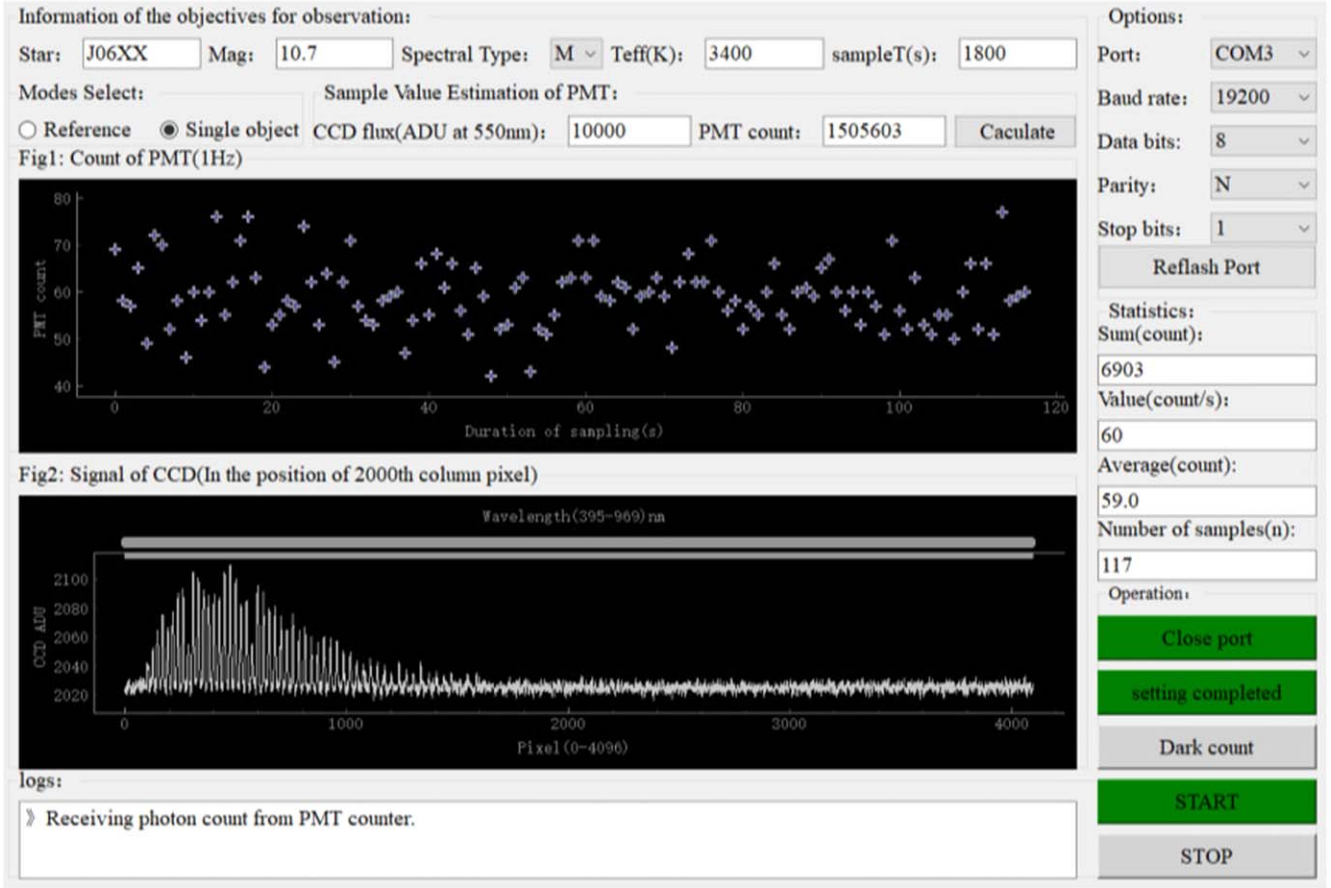 Information of the objectives for observation:
Star: J06XX Mag: 10.7 Spectral Type: M Teff(K): 3400 sampleT(s): 1800
Modes Select:
Sample Value Estimation of PMT:
Reference Single object CCD flux(ADU at 550nm): 10000 PMT count: 1505603 Caculate
Fig1: Count of PMT(1Hz)
80
70
60
50
40
PMT count
0 20 40 60 80 100 120
Duration of sampling(s)
Fig2: Signal of CCD(In the position of 2000th column pixel)
Wavelength(395-969)nm
2100
2080
2060
2040
2020
CCD ADU
0 1000 2000 3000 4000
Pixel(0-4096)
logs:
》 Receiving photon count from PMT counter.
Options:
Port: COM3
Baud rate: 19200
Data bits: 8
Parity: N
Stop bits: 1
Reflash Port
Statistics:
Sum(count):
6903
Value(count/s):
60
Average(count):
59.0
Number of samples(n):
117
Operation:
Close port
setting completed
Dark count
START
STOP